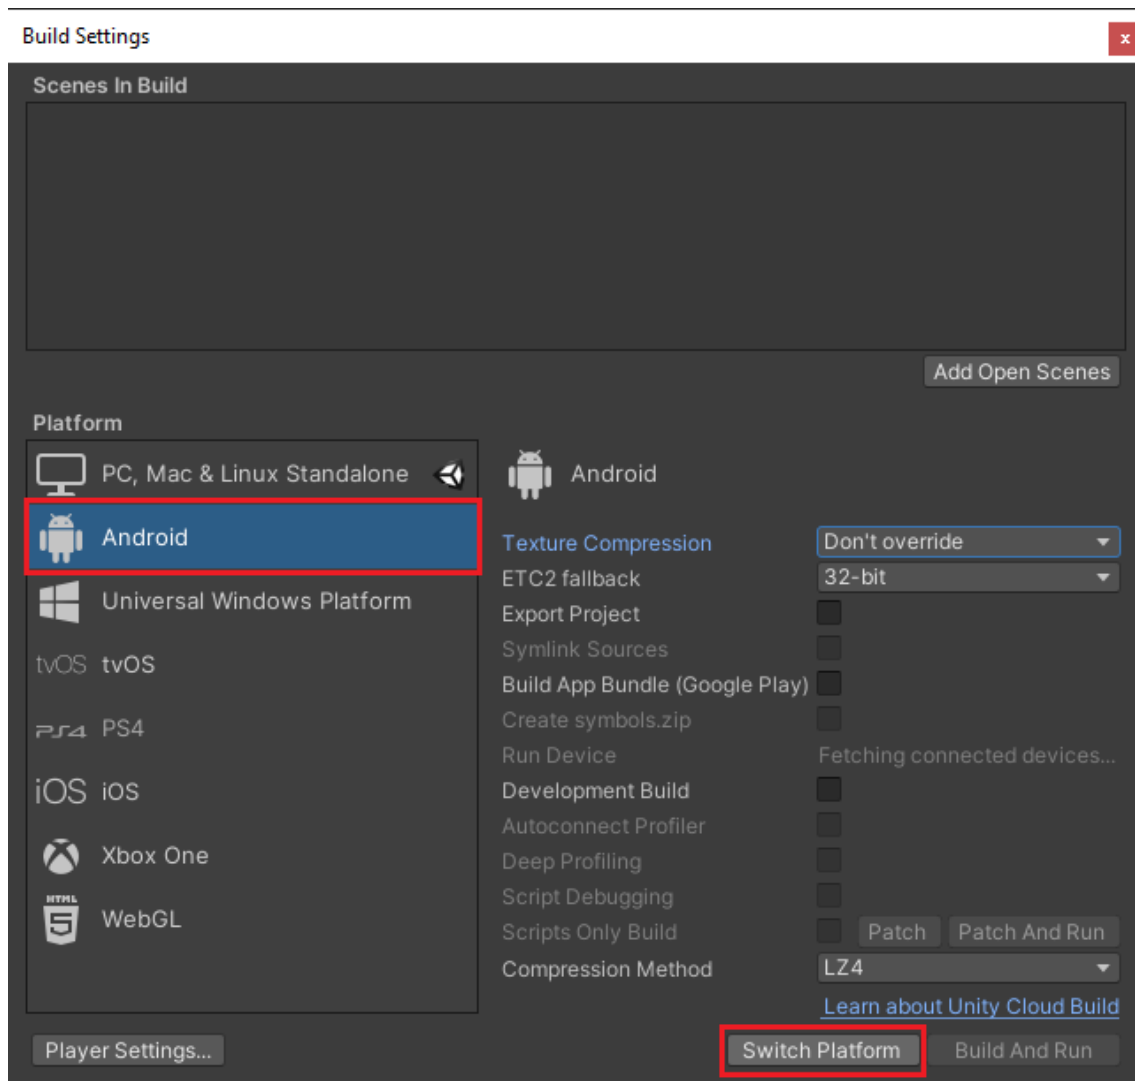 Build Settings
x
Scenes In Build
Add Open Scenes
Platform
PC, Mac & Linux Standalone
Android
Universal Windows Platform
tvOS tvOS
PS4 PS4
iOS iOS
Xbox One
HTML
5 WebGL
Android
Texture Compression Don't override
ETC2 fallback 32-bit
Export Project
Symlink Sources
Build App Bundle (Google Play)
Create symbols.zip
Run Device Fetching connected devices...
Development Build
Autoconnect Profiler
Deep Profiling
Script Debugging
Scripts Only Build Patch Patch And Run
Compression Method LZ4
Learn about Unity Cloud Build
Player Settings... Switch Platform Build And Run